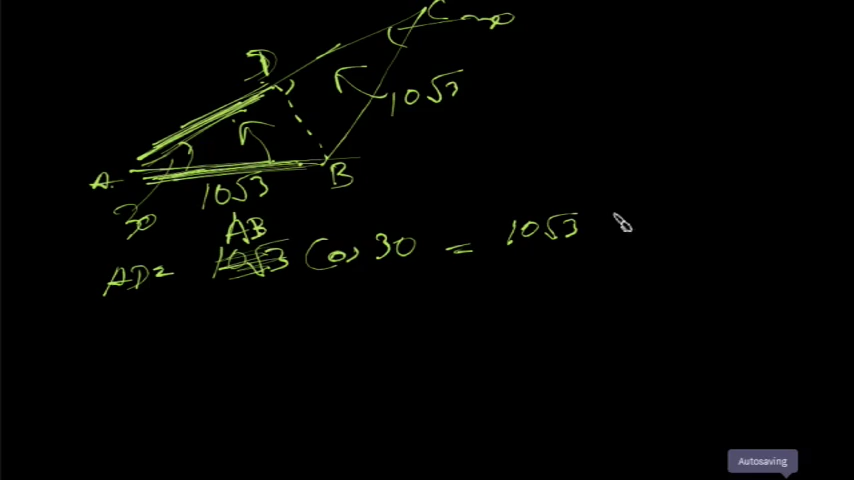 C
D
10√3
A
B
10√3
30
AB
AD = 10√3 Cos 30 = 10√3
Autosaving